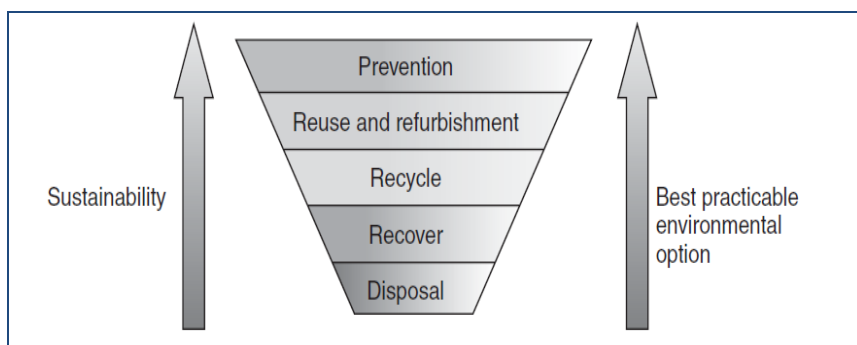 Prevention
Reuse and refurbishment
Recycle
Recover
Disposal
Sustainability
Best practicable
environmental
option